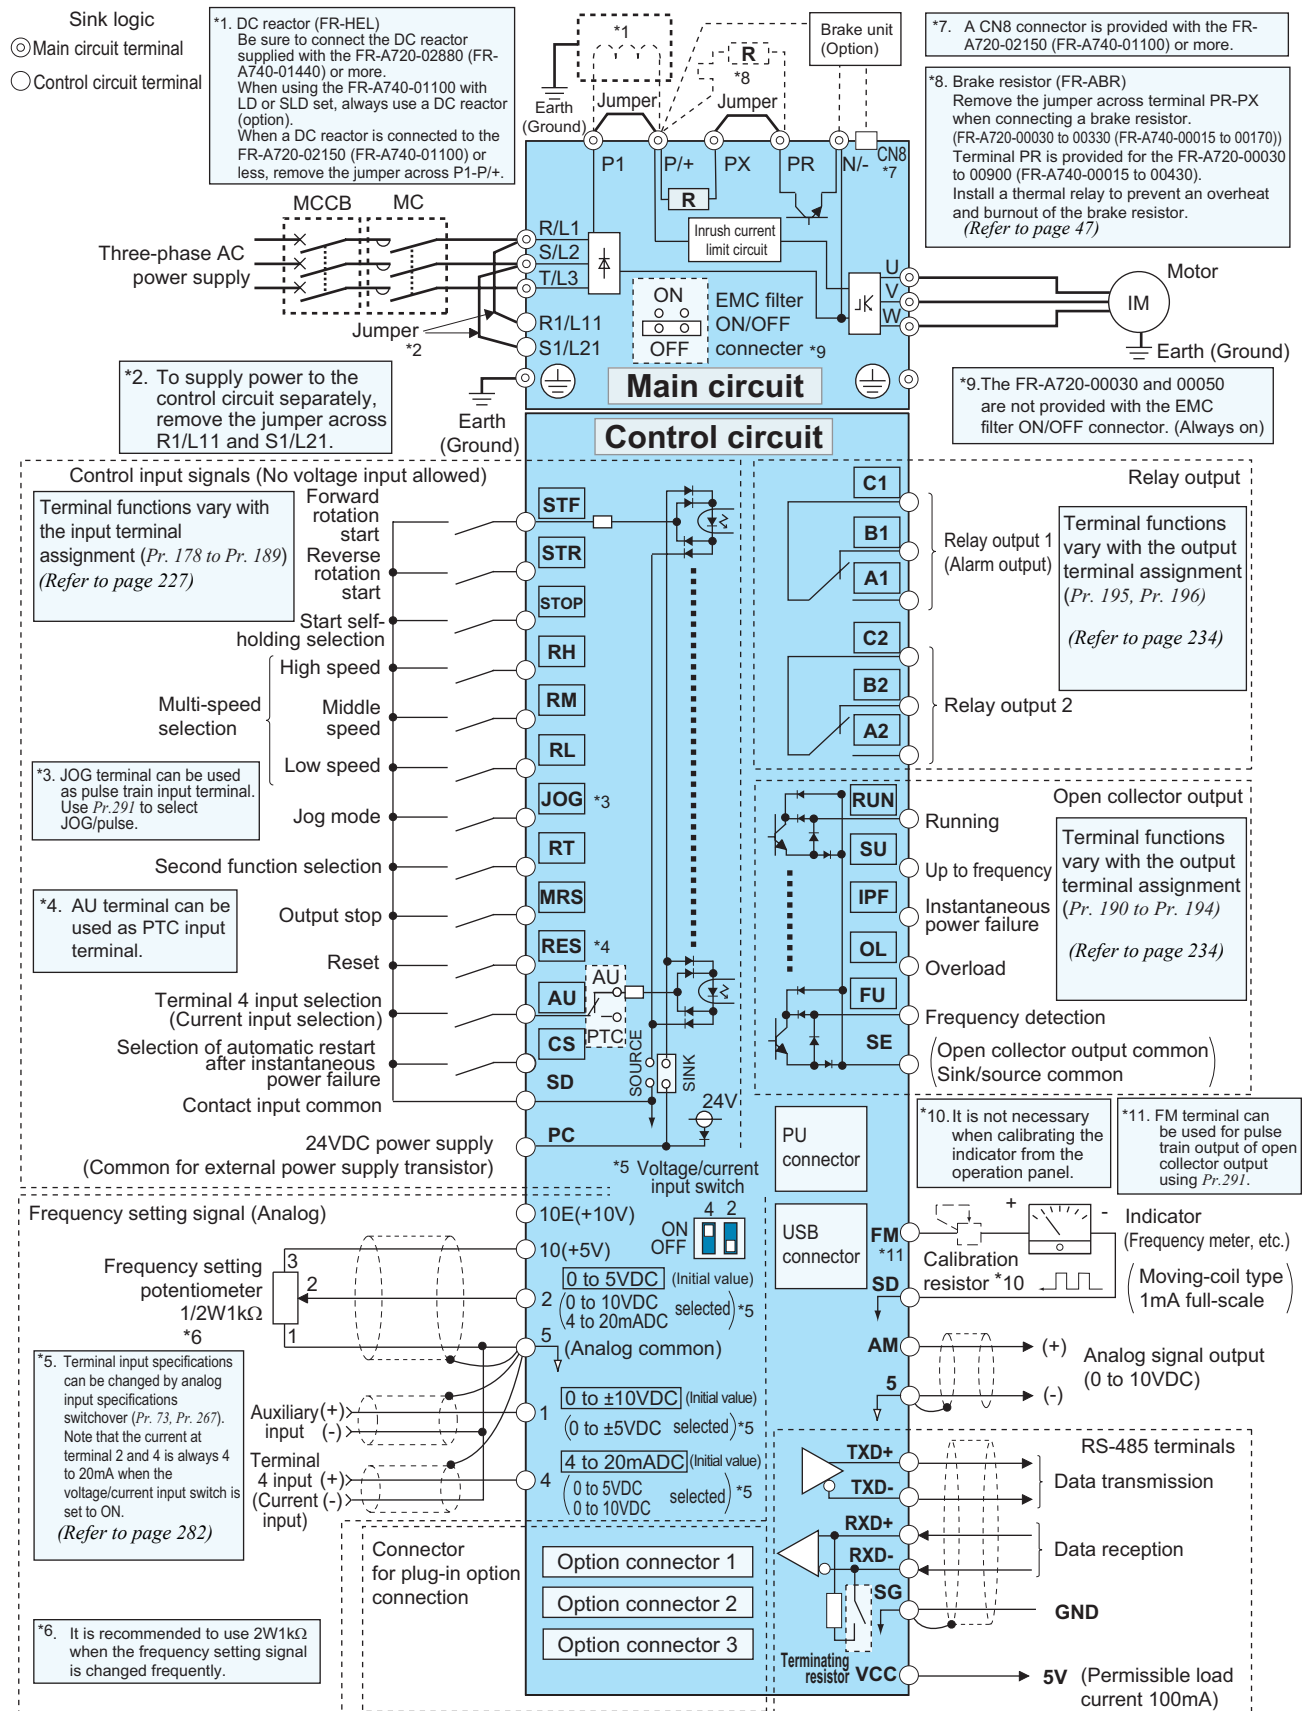 Sink logic
Main circuit terminal
Control circuit terminal
*1. DC reactor (FR-HEL)
Be sure to connect the DC reactor
supplied with the FR-A720-02880 (FR-
A740-01440) or more.
When using the FR-A740-01100 with
LD or SLD set, always use a DC reactor
(option).
When a DC reactor is connected to the
FR-A720-02150 (FR-A740-01100) or
less, remove the jumper across P1-P/+.
*1
Earth
(Ground)
Jumper
R
*8
Jumper
Brake unit
(Option)
*7. A CN8 connector is provided with the FR-
A720-02150 (FR-A740-01100) or more.
*8. Brake resistor (FR-ABR)
Remove the jumper across terminal PR-PX
when connecting a brake resistor.
(FR-A720-00030 to 00330 (FR-A740-00015 to 00170))
Terminal PR is provided for the FR-A720-00030
to 00900 (FR-A740-00015 to 00430).
Install a thermal relay to prevent an overheat
and burnout of the brake resistor.
(Refer to page 47)
P1
P/+
PX
PR
N/-
CN8
*7
R
Inrush current
limit circuit
MCCB
MC
Three-phase AC
power supply
R/L1
S/L2
T/L3
R1/L11
S1/L21
Jumper
*2
ON
OFF
EMC filter
ON/OFF
connecter *9
U
V
W
Motor
IM
Earth (Ground)
Main circuit
Earth
(Ground)
*2. To supply power to the
control circuit separately,
remove the jumper across
R1/L11 and S1/L21.
*9.The FR-A720-00030 and 00050
are not provided with the EMC
filter ON/OFF connector. (Always on)
Control circuit
Control input signals (No voltage input allowed)
Terminal functions vary with
the input terminal
assignment (Pr. 178 to Pr. 189)
(Refer to page 227)
Forward
rotation
start
STF
Reverse
rotation
start
STR
Start self-
holding selection
STOP
Multi-speed
selection
High speed
RH
Middle
speed
RM
Low speed
RL
*3. JOG terminal can be used
as pulse train input terminal.
Use Pr.291 to select
JOG/pulse.
Jog mode
JOG *3
Second function selection
RT
*4. AU terminal can be
used as PTC input
terminal.
Output stop
MRS
Reset
RES *4
Terminal 4 input selection
(Current input selection)
AU
AU
PTC
Selection of automatic restart
after instantaneous
power failure
CS
SOURCE
SINK
Contact input common
SD
24V
24VDC power supply
(Common for external power supply transistor)
PC
Relay output
C1
B1
A1
Relay output 1
(Alarm output)
Terminal functions
vary with the output
terminal assignment
(Pr. 195, Pr. 196)
(Refer to page 234)
C2
B2
A2
Relay output 2
Open collector output
RUN
Running
SU
Up to frequency
IPF
Instantaneous
power failure
OL
Overload
FU
Frequency detection
SE
Open collector output common
Sink/source common
Terminal functions
vary with the output
terminal assignment
(Pr. 190 to Pr. 194)
(Refer to page 234)
*10. It is not necessary
when calibrating the
indicator from the
operation panel.
*11. FM terminal can
be used for pulse
train output of open
collector output
using Pr.291.
PU
connector
USB
connector
*5 Voltage/current
input switch
4 2
ON
OFF
Frequency setting signal (Analog)
10E(+10V)
10(+5V)
Frequency setting
potentiometer
1/2W1kΩ
*6
3
2
1
2
0 to 5VDC (Initial value)
(0 to 10VDC
4 to 20mADC selected) *5
5
(Analog common)
*5. Terminal input specifications
can be changed by analog
input specifications
switchover (Pr. 73, Pr. 267).
Note that the current at
terminal 2 and 4 is always 4
to 20mA when the
voltage/current input switch is
set to ON.
(Refer to page 282)
Auxiliary (+)
input (-)
1
0 to ±10VDC (Initial value)
(0 to ±5VDC selected) *5
Terminal
4 input (+)
(Current (-)
input)
4
4 to 20mADC (Initial value)
(0 to 5VDC
0 to 10VDC selected) *5
FM
*11
SD
+
-
Calibration
resistor *10
Indicator
(Frequency meter, etc.)
(Moving-coil type
1mA full-scale)
AM
5
(+)
(-)
Analog signal output
(0 to 10VDC)
RS-485 terminals
TXD+
TXD-
Data transmission
RXD+
RXD-
Data reception
SG
GND
Terminating
resistor
VCC
5V (Permissible load
current 100mA)
Connector
for plug-in option
connection
Option connector 1
Option connector 2
Option connector 3
*6. It is recommended to use 2W1kΩ
when the frequency setting signal
is changed frequently.